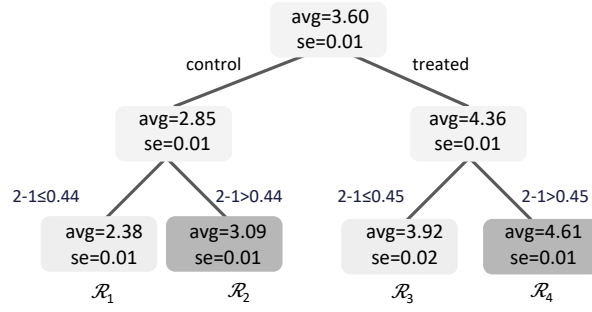 avg=3.60
se=0.01
control
treated
avg=2.85
se=0.01
avg=4.36
se=0.01
2-1≤0.44
2-1>0.44
2-1≤0.45
2-1>0.45
avg=2.38
se=0.01
avg=3.09
se=0.01
avg=3.92
se=0.02
avg=4.61
se=0.01
ℛ1
ℛ2
ℛ3
ℛ4